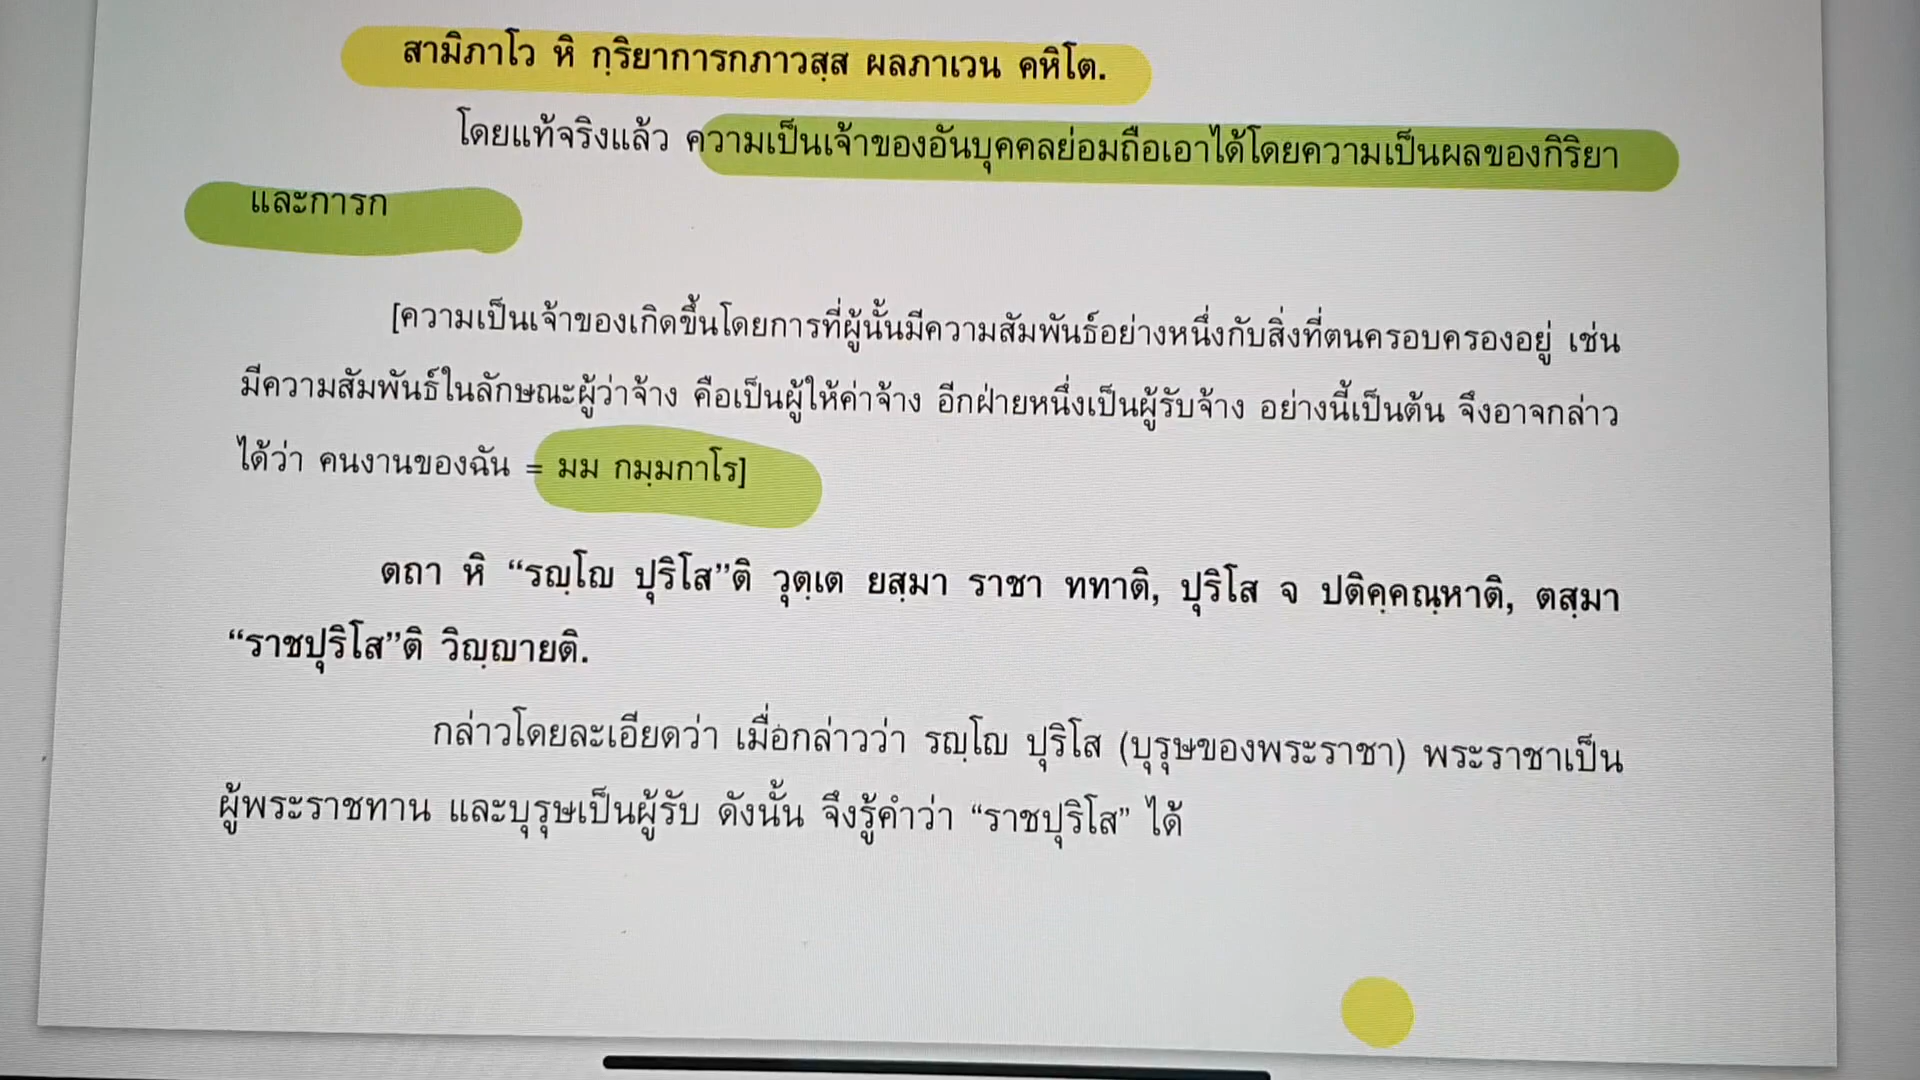 สามิภาโว หิ กฺริยาการกภาวสฺส ผลภาเวน คหิโต.
โดยแท้จริงแล้ว ความเป็นเจ้าของอันบุคคลย่อมถือเอาได้โดยความเป็นผลของกิริยา
และการก
[ความเป็นเจ้าของเกิดขึ้นโดยการที่ผู้นั้นมีความสัมพันธ์อย่างหนึ่งกับสิ่งที่ตนครอบครองอยู่ เช่น
มีความสัมพันธ์ในลักษณะผู้ว่าจ้าง คือเป็นผู้ให้ค่าจ้าง อีกฝ่ายหนึ่งเป็นผู้รับจ้าง อย่างนี้เป็นต้น จึงอาจกล่าว
ได้ว่า คนงานของฉัน = มม กมฺมกาโร]
ตถา หิ “รญฺโญ ปุริโส”ติ วุตฺเต ยสฺมา ราชา ททาติ, ปุริโส จ ปติคฺคณฺหาติ, ตสฺมา
“ราชปุริโส”ติ วิญฺญายติ.
กล่าวโดยละเอียดว่า เมื่อกล่าวว่า รญฺโญ ปุริโส (บุรุษของพระราชา) พระราชาเป็น
ผู้พระราชทาน และบุรุษเป็นผู้รับ ดังนั้น จึงรู้คำว่า “ราชปุริโส” ได้